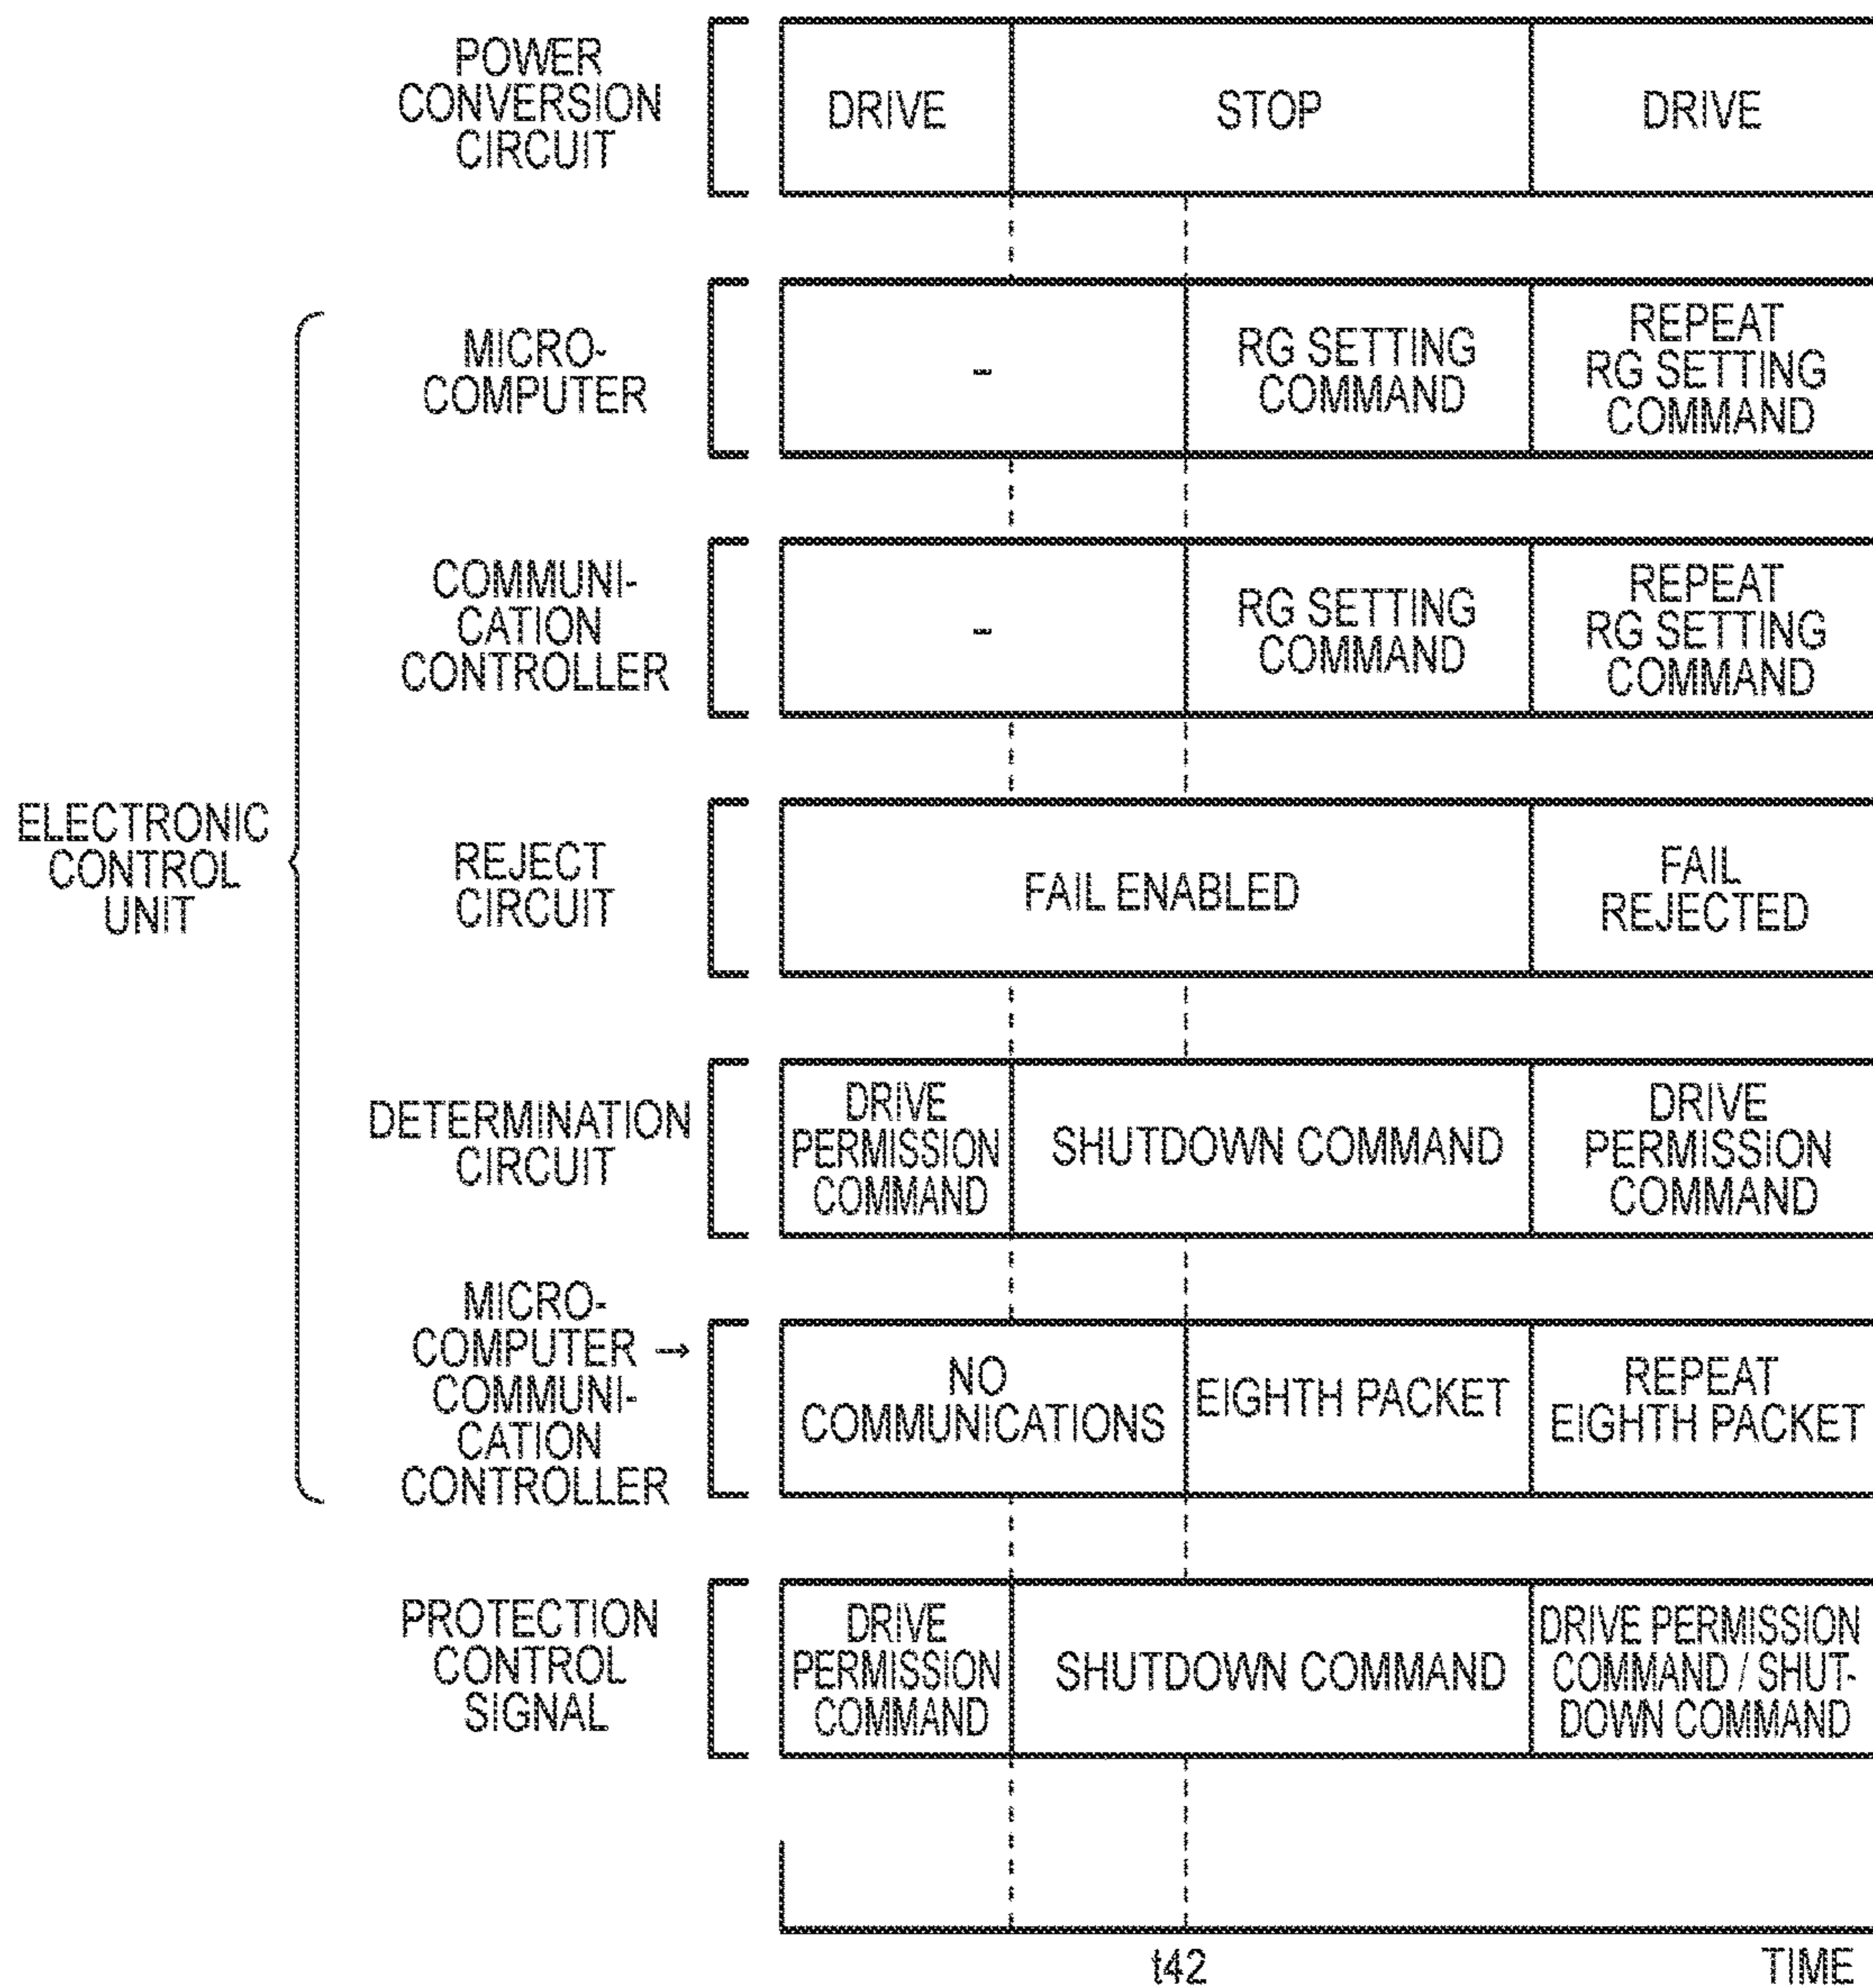 POWER
CONVERSION
CIRCUIT
DRIVE
STOP
DRIVE
ELECTRONIC
CONTROL
UNIT
MICRO-
COMPUTER
-
RG SETTING
COMMAND
REPEAT
RG SETTING
COMMAND
COMMUNI-
CATION
CONTROLLER
-
RG SETTING
COMMAND
REPEAT
RG SETTING
COMMAND
REJECT
CIRCUIT
FAIL ENABLED
FAIL
REJECTED
DETERMINATION
CIRCUIT
DRIVE
PERMISSION
COMMAND
SHUTDOWN COMMAND
DRIVE
PERMISSION
COMMAND
MICRO-
COMPUTER →
COMMUNI-
CATION
CONTROLLER
NO
COMMUNICATIONS
EIGHTH PACKET
REPEAT
EIGHTH PACKET
PROTECTION
CONTROL
SIGNAL
DRIVE
PERMISSION
COMMAND
SHUTDOWN COMMAND
DRIVE PERMISSION
COMMAND / SHUT-
DOWN COMMAND
t42
TIME